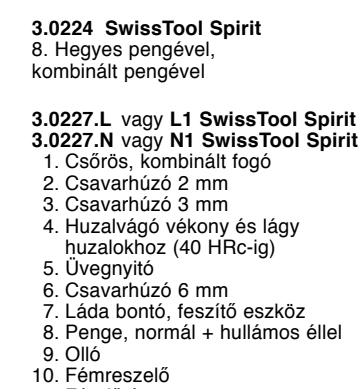 3.0224 SwissTool Spirit
8. Hegyes pengével,
kombinált pengével
3.0227.L vagy L1 SwissTool Spirit
3.0227.N vagy N1 SwissTool Spirit
1. Csőrös, kombinált fogó
2. Csavarhúzó 2 mm
3. Csavarhúzó 3 mm
4. Huzalvágó vékony és lágy
huzalokhoz (40 HRc-ig)
5. Üvegnyitó
6. Csavarhúzó 6 mm
7. Láda bontó, feszítő eszköz
8. Penge, normál + hullámos éllel
9. Olló
10. Fémreszelő